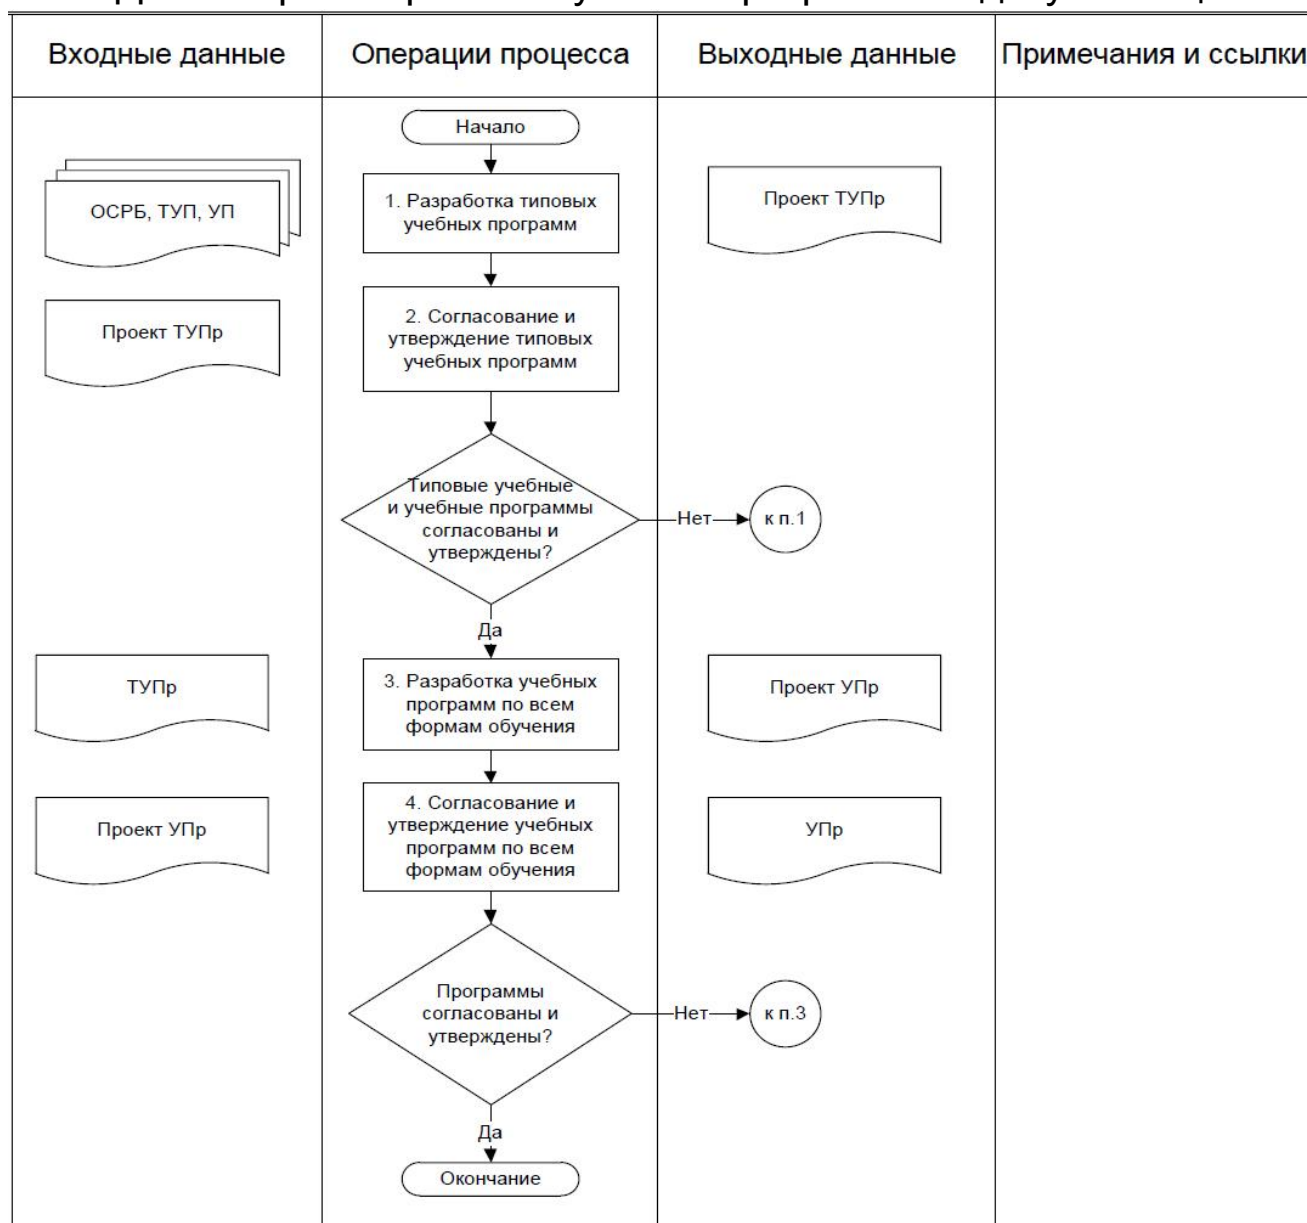 Входные данные
Операции процесса
Выходные данные
Примечания и ссылки
Начало
ОСРБ, ТУП, УП
1. Разработка типовых
учебных программ
Проект ТУПр
Проект ТУПр
2. Согласование и
утверждение типовых
учебных программ
Типовые учебные
и учебные программы
согласованы и
утверждены?
Нет
к п.1
Да
ТУПр
3. Разработка учебных
программ по всем
формам обучения
Проект УПр
Проект УПр
4. Согласование и
утверждение учебных
программ по всем
формам обучения
УПр
Программы
согласованы и
утверждены?
Нет
к п.3
Да
Окончание